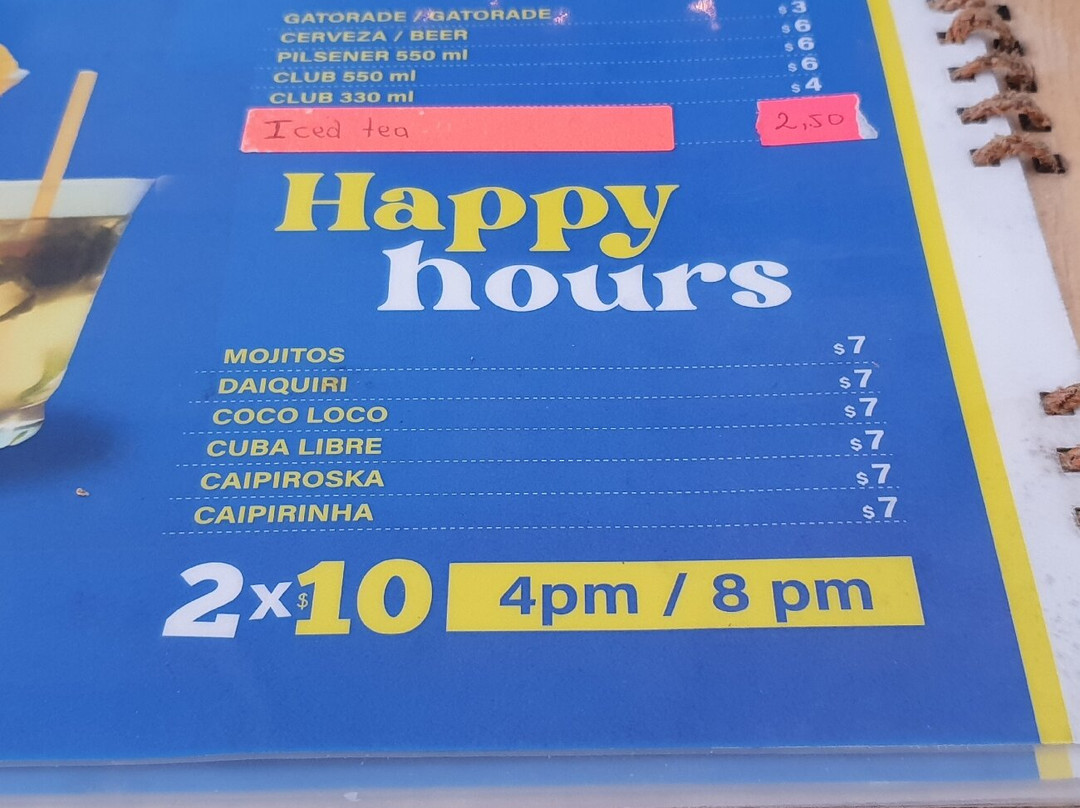 GATORADE / GATORADE $3
CERVEZA / BEER $6
PILSENER 550 ml $6
CLUB 550 ml $6
CLUB 330 ml $4
Iced tea 2,50
Happy
hours
MOJITOS $7
DAIQUIRI $7
COCO LOCO $7
CUBA LIBRE $7
CAIPIROSKA $7
CAIPIRINHA $7
2x$10 4pm / 8 pm